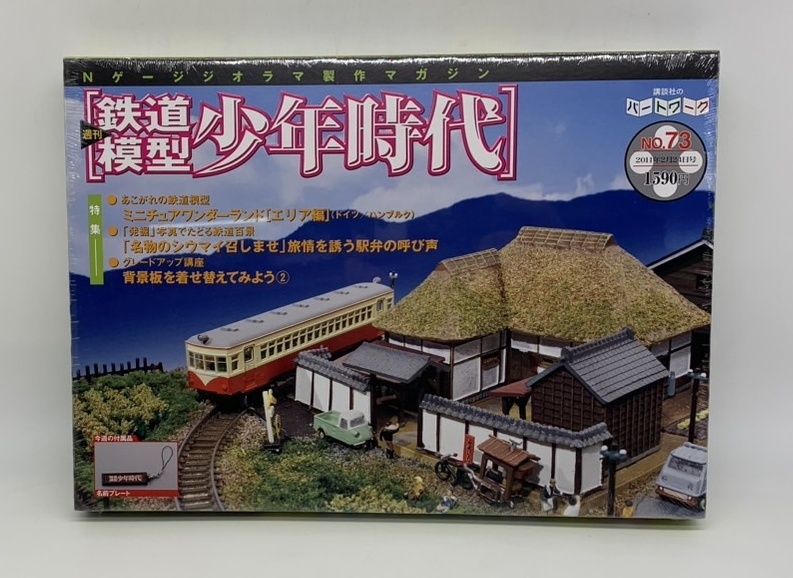 Nゲージジオラマ製作マガジン
週刊
鉄道模型
少年時代
講談社の
パートワーク
NO.73
2011年2月24日号
1590円
特集
●あこがれの鉄道模型
ミニチュアワンダーランド[エリア編](ドイツ/ハンブルク)
●「発掘」写真でたどる鉄道百景
「名物のシウマイ召しませ」旅情を誘う駅弁の呼び声
●グレードアップ講座
背景板を着せ替えてみよう②
今週の付属品
少年時代
名前プレート